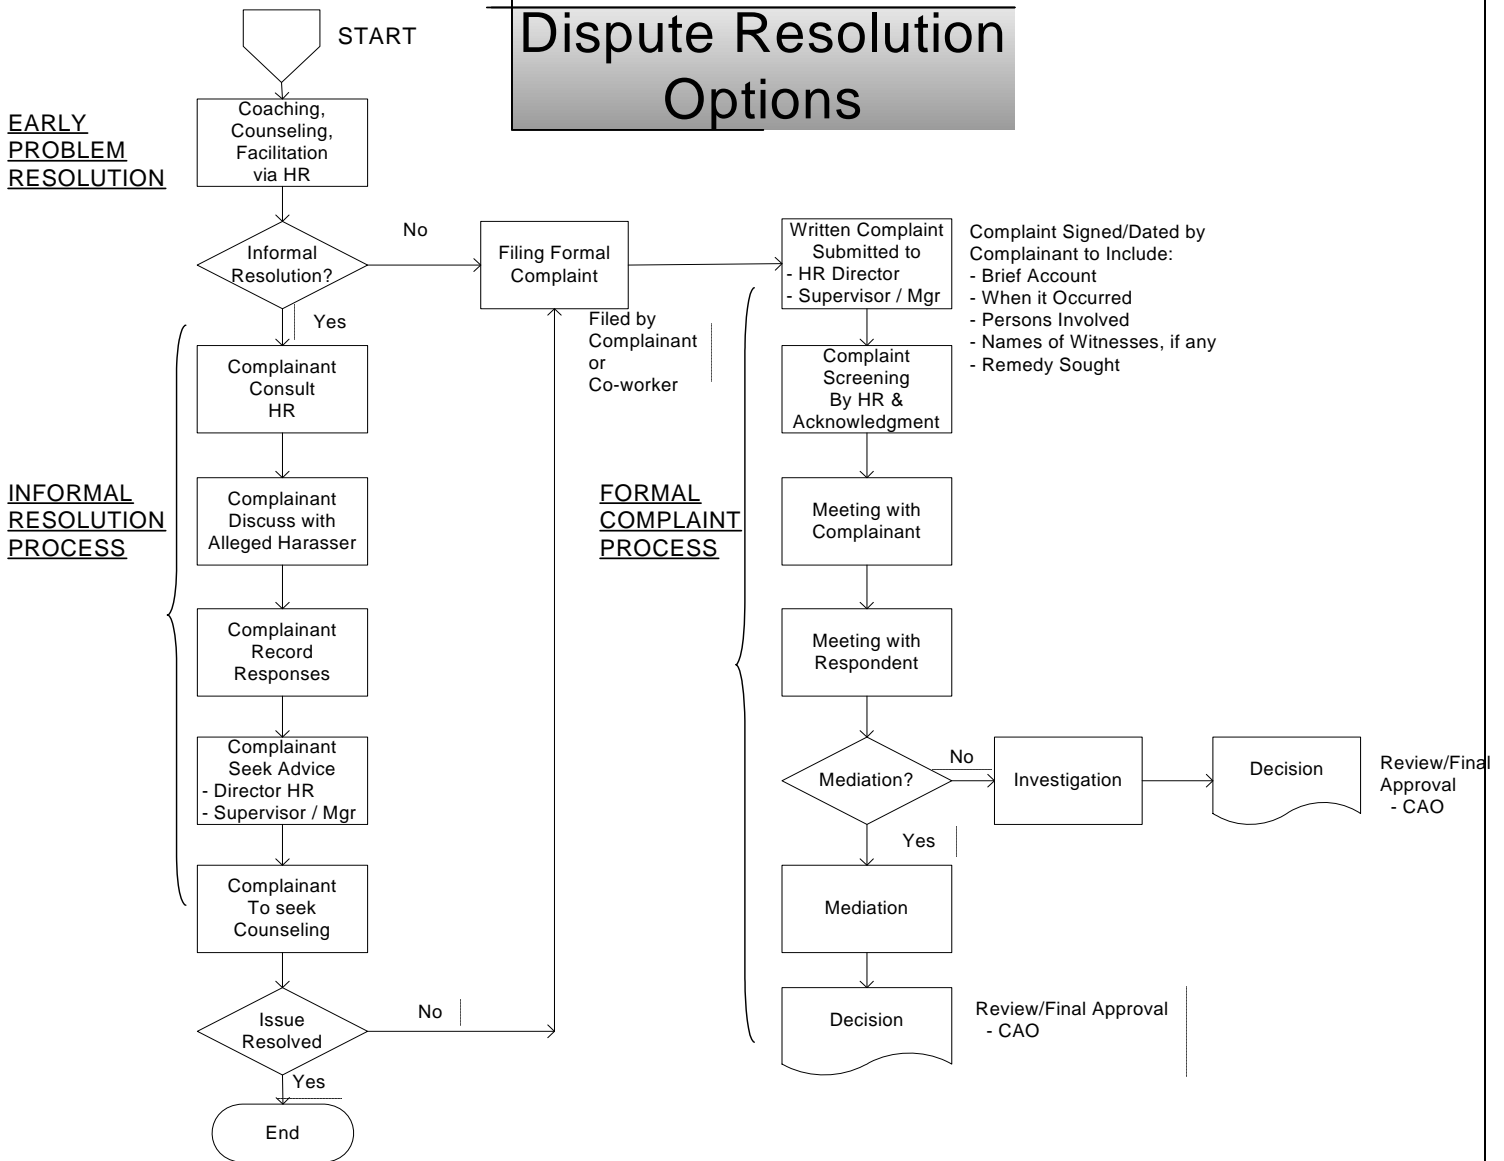 START
Dispute Resolution
Options
EARLY
PROBLEM
RESOLUTION
Coaching,
Counseling,
Facilitation
via HR
Informal
Resolution?
No
Yes
Filing Formal
Complaint
Filed by
Complainant
or
Co-worker
INFORMAL
RESOLUTION
PROCESS
Complainant
Consult
HR
Complainant
Discuss with
Alleged Harasser
Complainant
Record
Responses
Complainant
Seek Advice
- Director HR
- Supervisor / Mgr
Complainant
To seek
Counseling
Issue
Resolved
No
Yes
End
FORMAL
COMPLAINT
PROCESS
Written Complaint
Submitted to
- HR Director
- Supervisor / Mgr
Complaint Signed/Dated by
Complainant to Include:
- Brief Account
- When it Occurred
- Persons Involved
- Names of Witnesses, if any
- Remedy Sought
Complaint
Screening
By HR &
Acknowledgment
Meeting with
Complainant
Meeting with
Respondent
Mediation?
No
Investigation
Decision
Review/Final
Approval
- CAO
Yes
Mediation
Decision
Review/Final Approval
- CAO